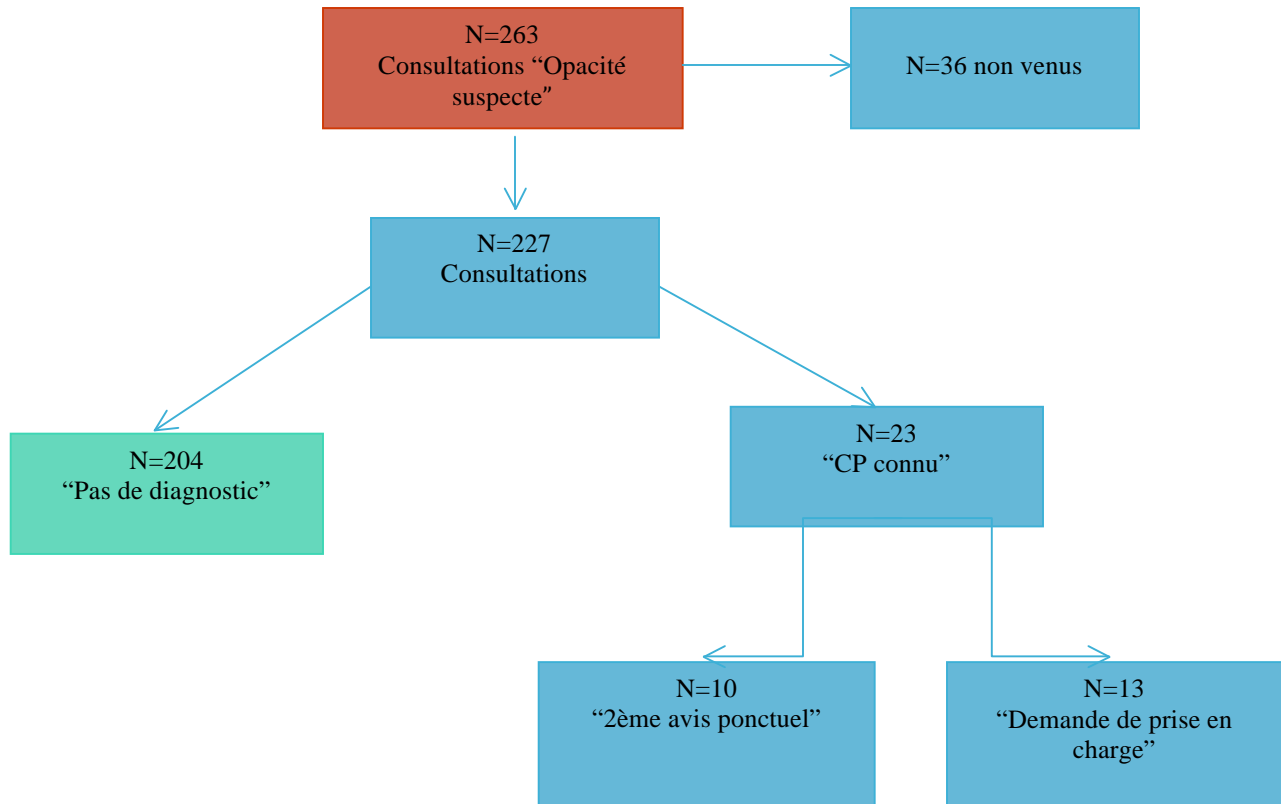 N=263
Consultations “Opacité
suspecte”
N=36 non venus
N=227
Consultations
N=204
“Pas de diagnostic”
N=23
“CP connu”
N=10
“2ème avis ponctuel”
N=13
“Demande de prise en
charge”